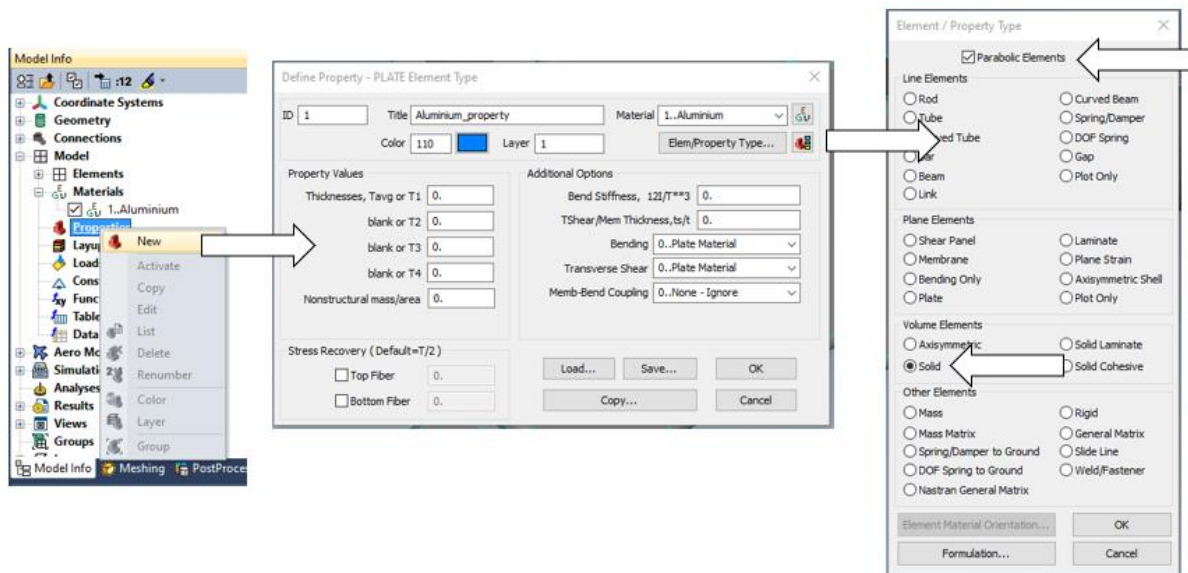 Model Info
:12
Coordinate Systems
Geometry
Connections
Model
Elements
Materials
1..Aluminium
New
Activate
Copy
Edit
List
Delete
Renumber
Color
Layer
Group
Aero
Analyses
Results
Views
Groups
Model Info Meshing
Define Property - PLATE Element Type
ID 1 Title Aluminium_property Material 1..Aluminium
Color 110 Layer 1 Elem/Property Type...
Property Values
Thicknesses, Tavg or T1 0.
blank or T2 0.
blank or T3 0.
blank or T4 0.
Nonstructural mass/area 0.
Additional Options
Bend Stiffness, 12I/T**3 0.
TShear/Mem Thickness,ts/t 0.
Bending 0..Plate Material
Transverse Shear 0..Plate Material
Memb-Bend Coupling 0..None - Ignore
Stress Recovery (Default=T/2)
Top Fiber 0.
Bottom Fiber 0.
Load... Save... OK
Copy... Cancel
Element / Property Type
Parabolic Elements
Line Elements
Rod Curved Beam
Tube Spring/Damper
Tube DOF Spring
Gap
Beam Plot Only
Link
Plane Elements
Shear Panel Laminate
Membrane Plane Strain
Bending Only Axisymmetric Shell
Plate Plot Only
Volume Elements
Axisymmetric Solid Laminate
Solid Solid Cohesive
Other Elements
Mass Rigid
Mass Matrix General Matrix
Spring/Damper to Ground Slide Line
DOF Spring to Ground Weld/Fastener
Nastran General Matrix
Element Material Orientation... OK
Formulation... Cancel